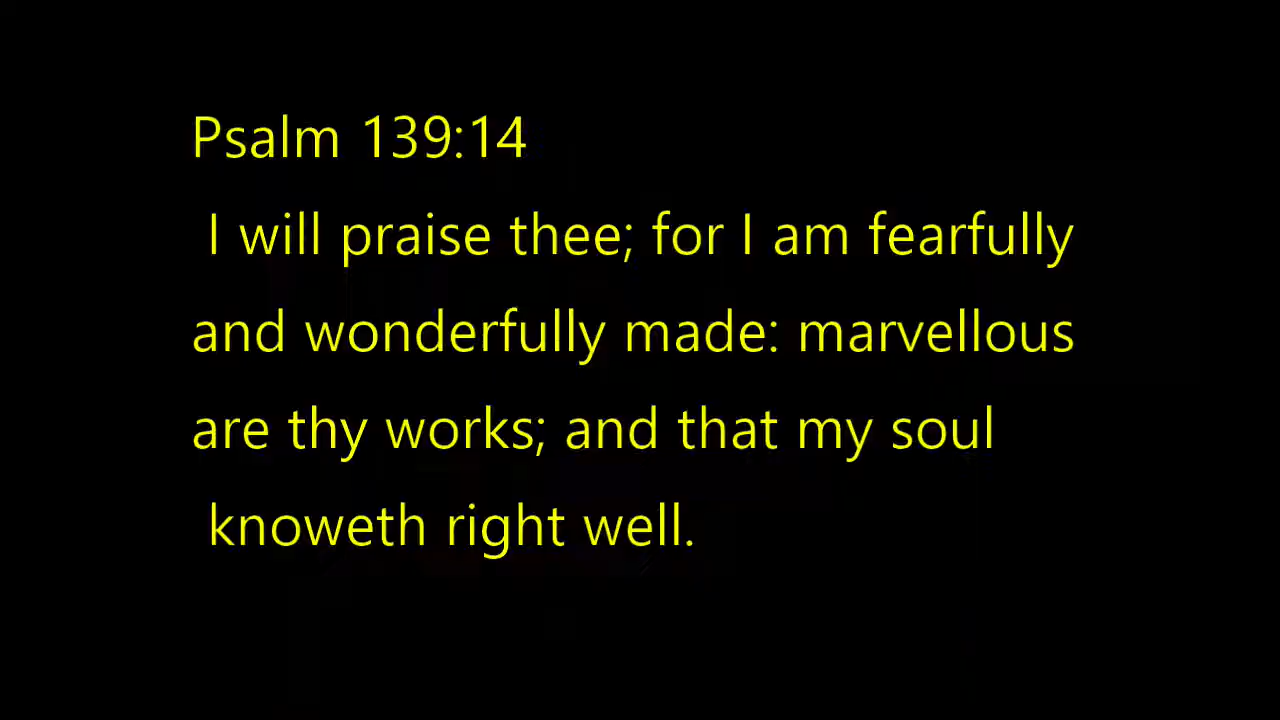 Psalm 139:14
I will praise thee; for I am fearfully
and wonderfully made: marvellous
are thy works; and that my soul
knoweth right well.